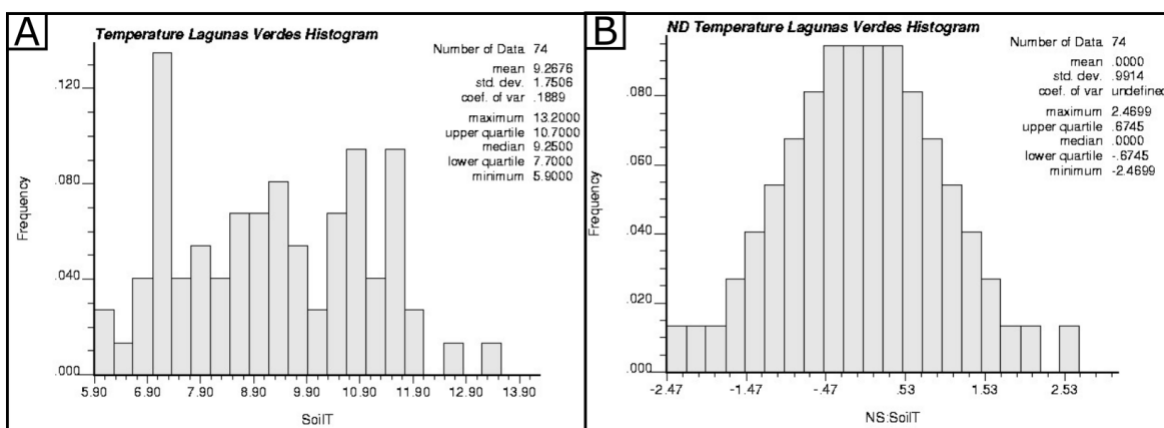 A
Temperature Lagunas Verdes Histogram
Number of Data 74
mean 9.2676
std. dev. 1.7506
coef. of var .1889
maximum 13.2000
upper quartile 10.7000
median 9.2500
lower quartile 7.7000
minimum 5.9000
Frequency
.120
.080
.040
.000
5.90 6.90 7.90 8.90 9.90 10.90 11.90 12.90 13.90
SoilT
B
ND Temperature Lagunas Verdes Histogram
Number of Data 74
mean .0000
std. dev. .9914
coef. of var undefined
maximum 2.4699
upper quartile .6745
median .0000
lower quartile -.6745
minimum -2.4699
Frequency
.080
.060
.040
.020
.000
-2.47 -1.47 -.47 .53 1.53 2.53
NS:SoilT